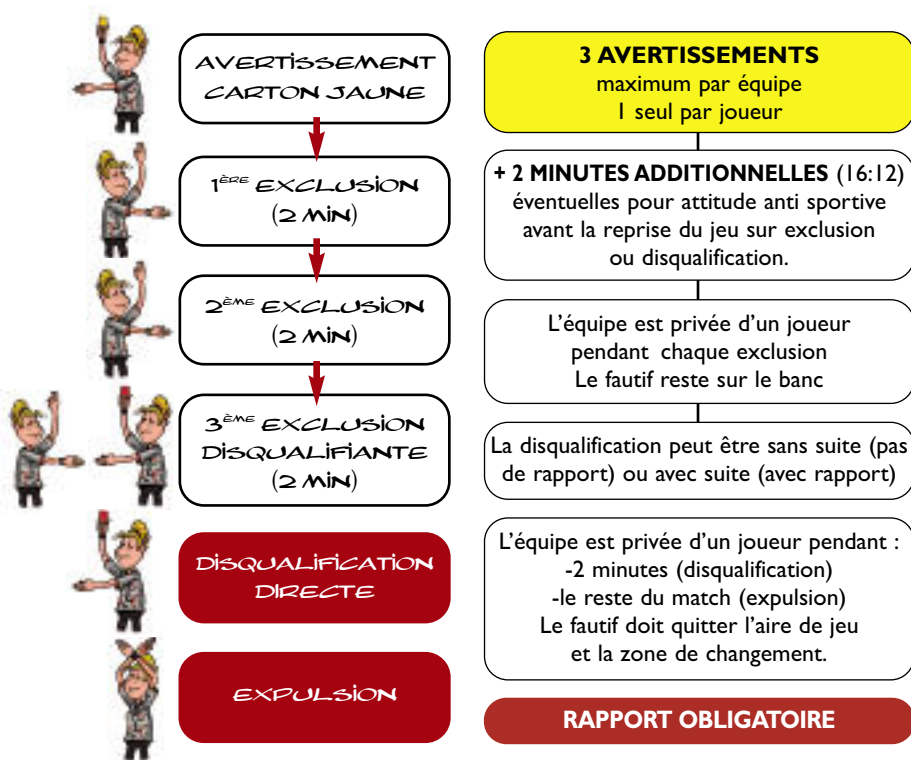 AVERTISSEMENT
CARTON JAUNE
1ÈRE EXCLUSION
(2 MIN)
2ÈME EXCLUSION
(2 MIN)
3ÈME EXCLUSION
DISQUALIFIANTE
(2 MIN)
DISQUALIFICATION
DIRECTE
EXPULSION
3 AVERTISSEMENTS
maximum par équipe
1 seul par joueur
+ 2 MINUTES ADDITIONNELLES (16:12)
éventuelles pour attitude anti sportive
avant la reprise du jeu sur exclusion
ou disqualification.
L'équipe est privée d'un joueur
pendant chaque exclusion
Le fautif reste sur le banc
La disqualification peut être sans suite (pas
de rapport) ou avec suite (avec rapport)
L'équipe est privée d'un joueur pendant :
-2 minutes (disqualification)
-le reste du match (expulsion)
Le fautif doit quitter l'aire de jeu
et la zone de changement.
RAPPORT OBLIGATOIRE